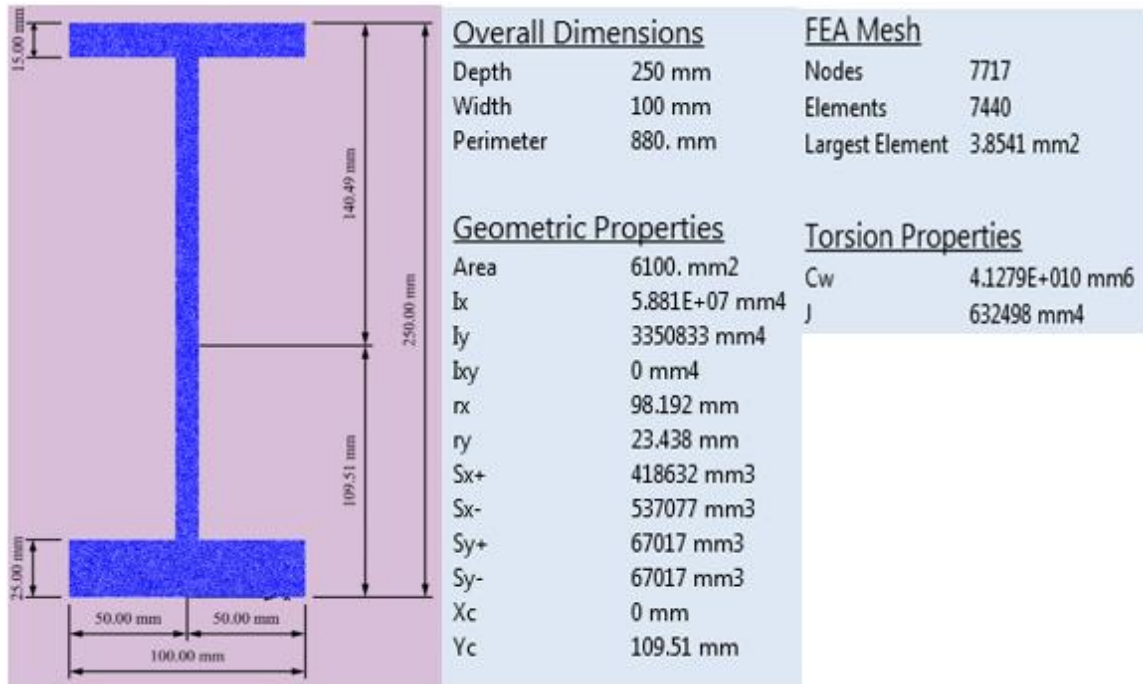 15.00 mm
140.49 mm
250.00 mm
109.51 mm
25.00 mm
50.00 mm 50.00 mm
100.00 mm
Overall Dimensions
Depth 250 mm
Width 100 mm
Perimeter 880. mm
Geometric Properties
Area 6100. mm2
Ix 5.881E+07 mm4
Iy 3350833 mm4
Ixy 0 mm4
rx 98.192 mm
ry 23.438 mm
Sx+ 418632 mm3
Sx- 537077 mm3
Sy+ 67017 mm3
Sy- 67017 mm3
Xc 0 mm
Yc 109.51 mm
FEA Mesh
Nodes 7717
Elements 7440
Largest Element 3.8541 mm2
Torsion Properties
Cw 4.1279E+010 mm6
J 632498 mm4